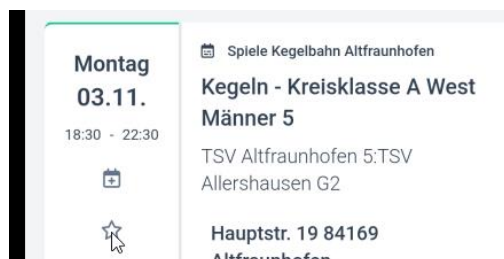 Montag
03.11.
18:30 - 22:30
Spiele Kegelbahn Altfraunhofen
Kegeln - Kreisklasse A West
Männer 5
TSV Altfraunhofen 5:TSV
Allershausen G2
Hauptstr. 19 84169
Altfraunhofen